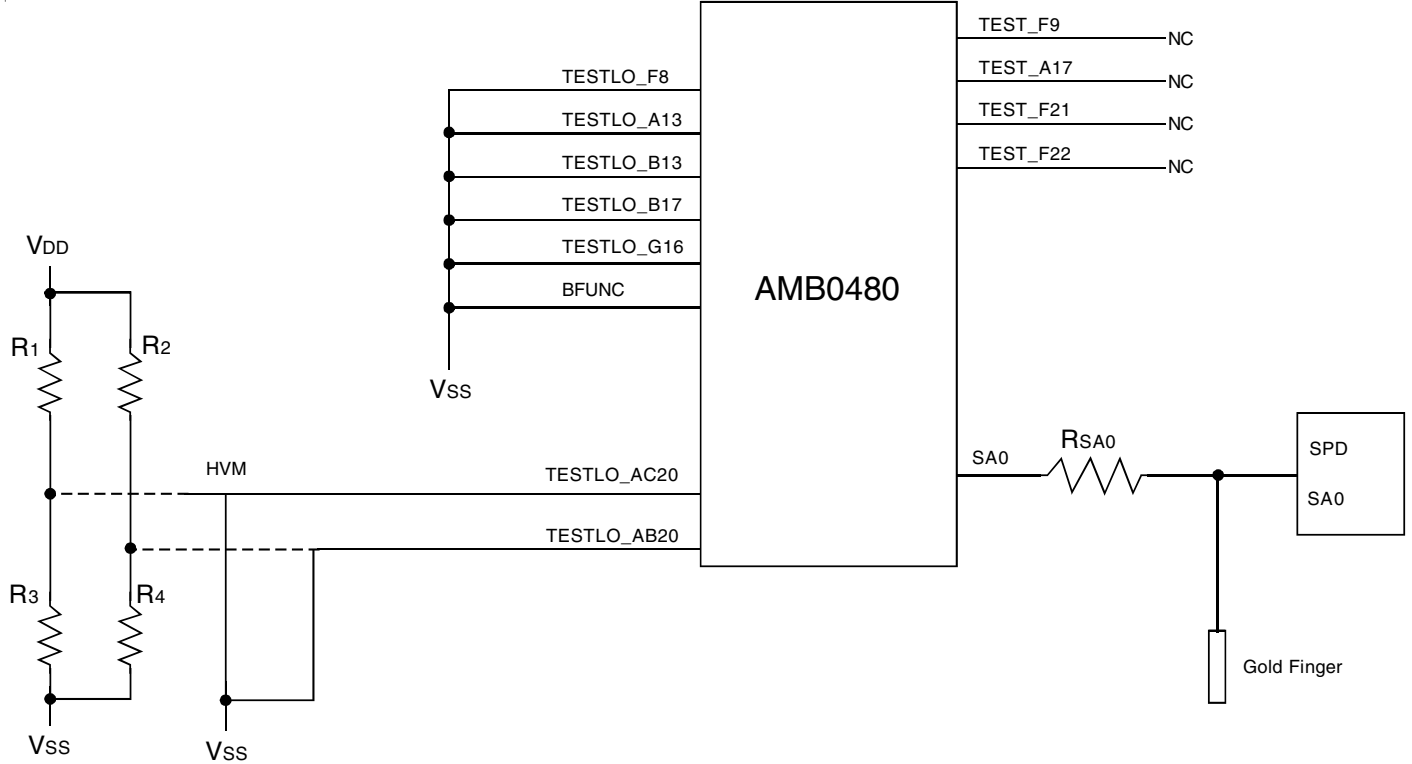 TEST_F9
NC
TEST_A17
NC
TEST_F21
NC
TEST_F22
NC
TESTLO_F8
TESTLO_A13
TESTLO_B13
TESTLO_B17
TESTLO_G16
BFUNC
VSS
AMB0480
VDD
R1
R2
R3
R4
VSS
HVM
VSS
TESTLO_AC20
TESTLO_AB20
SA0
RSA0
SPD
SA0
Gold Finger